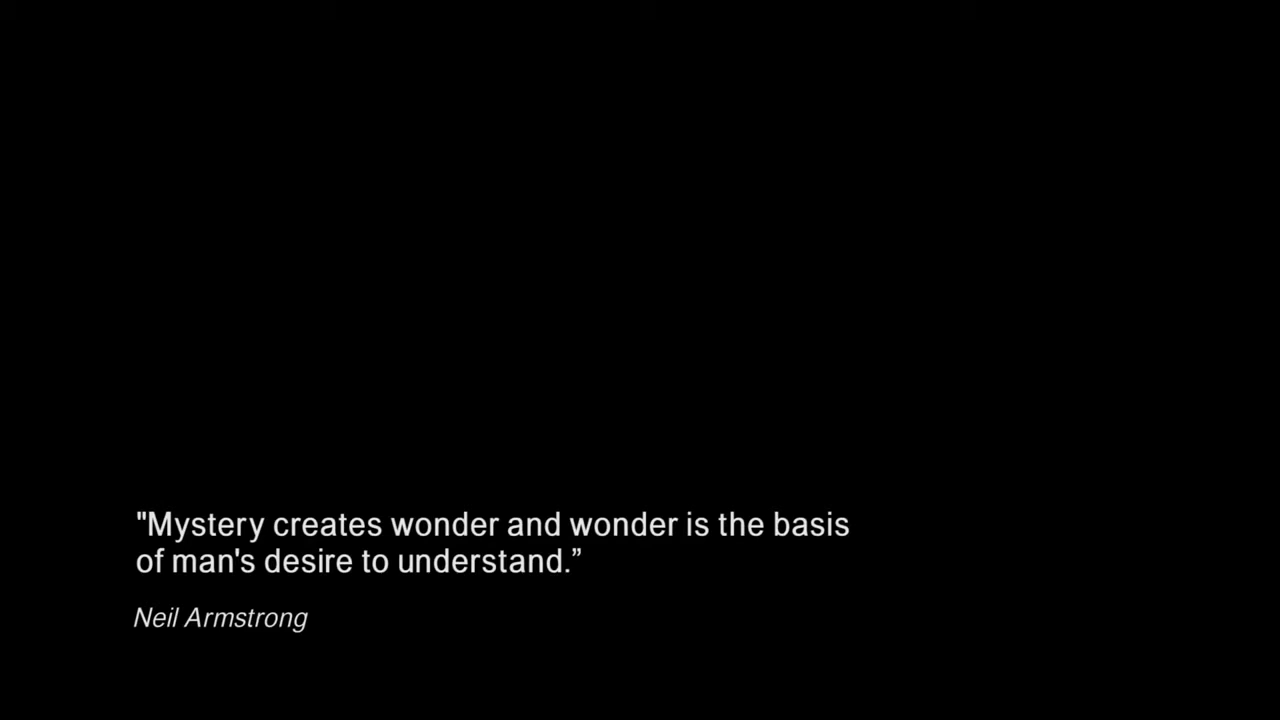 "Mystery creates wonder and wonder is the basis
of man's desire to understand.”
Neil Armstrong